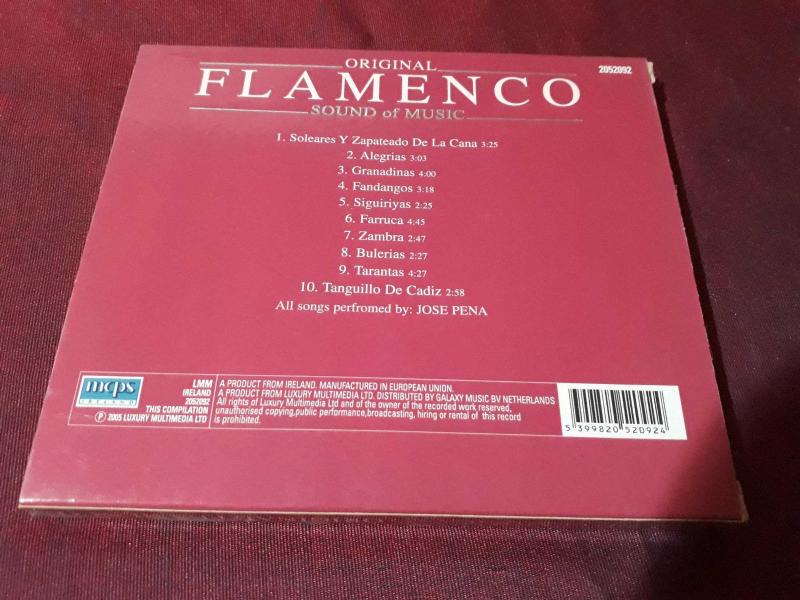 ORIGINAL
2052092
FLAMENCO
SOUND of MUSIC
1. Soleares Y Zapateado De La Cana 3:25
2. Alegrias 3:03
3. Granadinas 4:00
4. Fandangos 3:18
5. Siguiriyas 2:25
6. Farruca 4:45
7. Zambra 2:47
8. Bulerias 2:27
9. Tarantas 4:27
10. Tanguillo De Cadiz 2:58
All songs perfromed by: JOSE PENA
mcps
IRELAND
LMM
IRELAND
2052092
THIS COMPILATION
℗ 2005 LUXURY MULTIMEDIA LTD
A PRODUCT FROM IRELAND. MANUFACTURED IN EUROPEAN UNION.
A PRODUCT FROM LUXURY MULTIMEDIA LTD. DISTRIBUTED BY GALAXY MUSIC BV NETHERLANDS
All rights of Luxury Multimedia Ltd and of the owner of the recorded work reserved,
unauthorised copying,public performance,broadcasting, hiring or rental of this record
is prohibited.
5 399820 520924